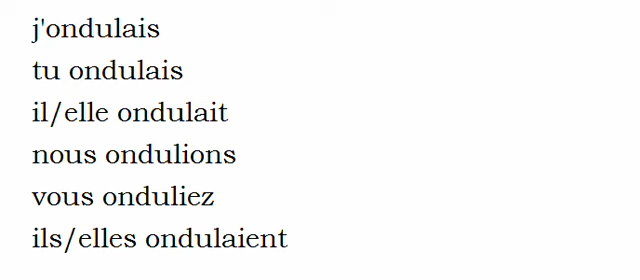 j'ondulais
tu ondulais
il/elle ondulait
nous ondulions
vous onduliez
ils/elles ondulaient